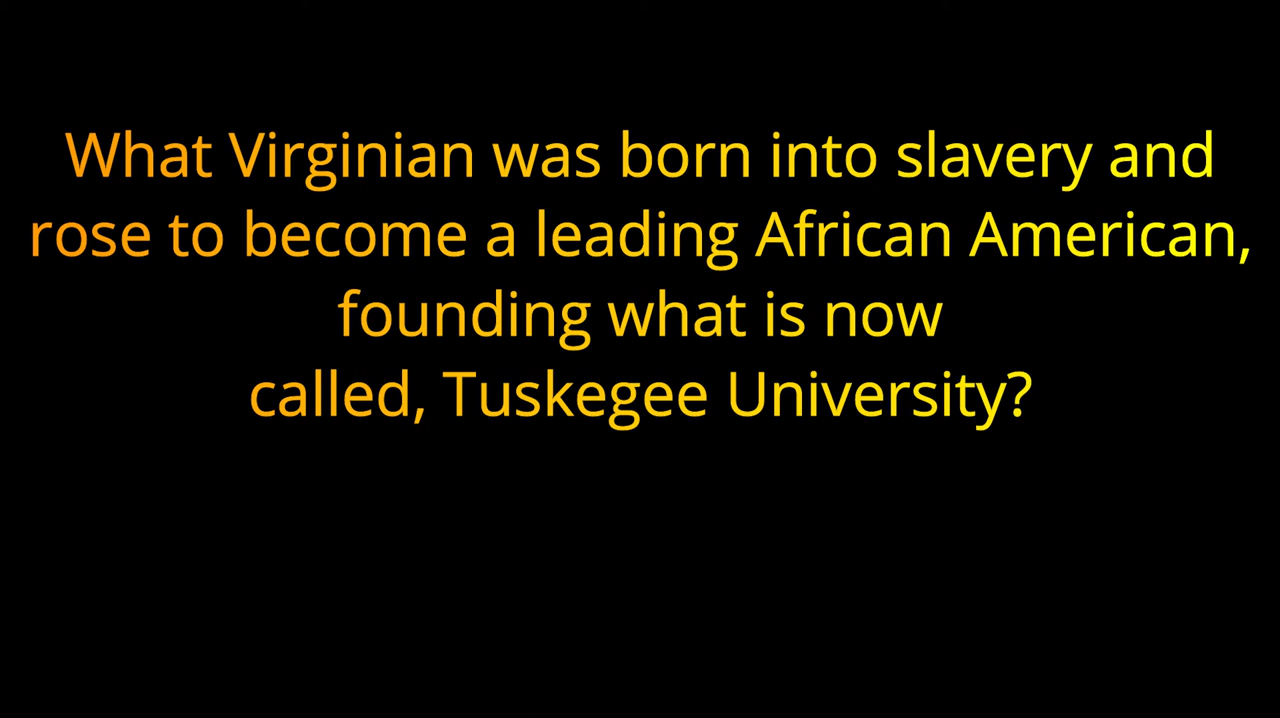 What Virginian was born into slavery and
rose to become a leading African American,
founding what is now
called, Tuskegee University?